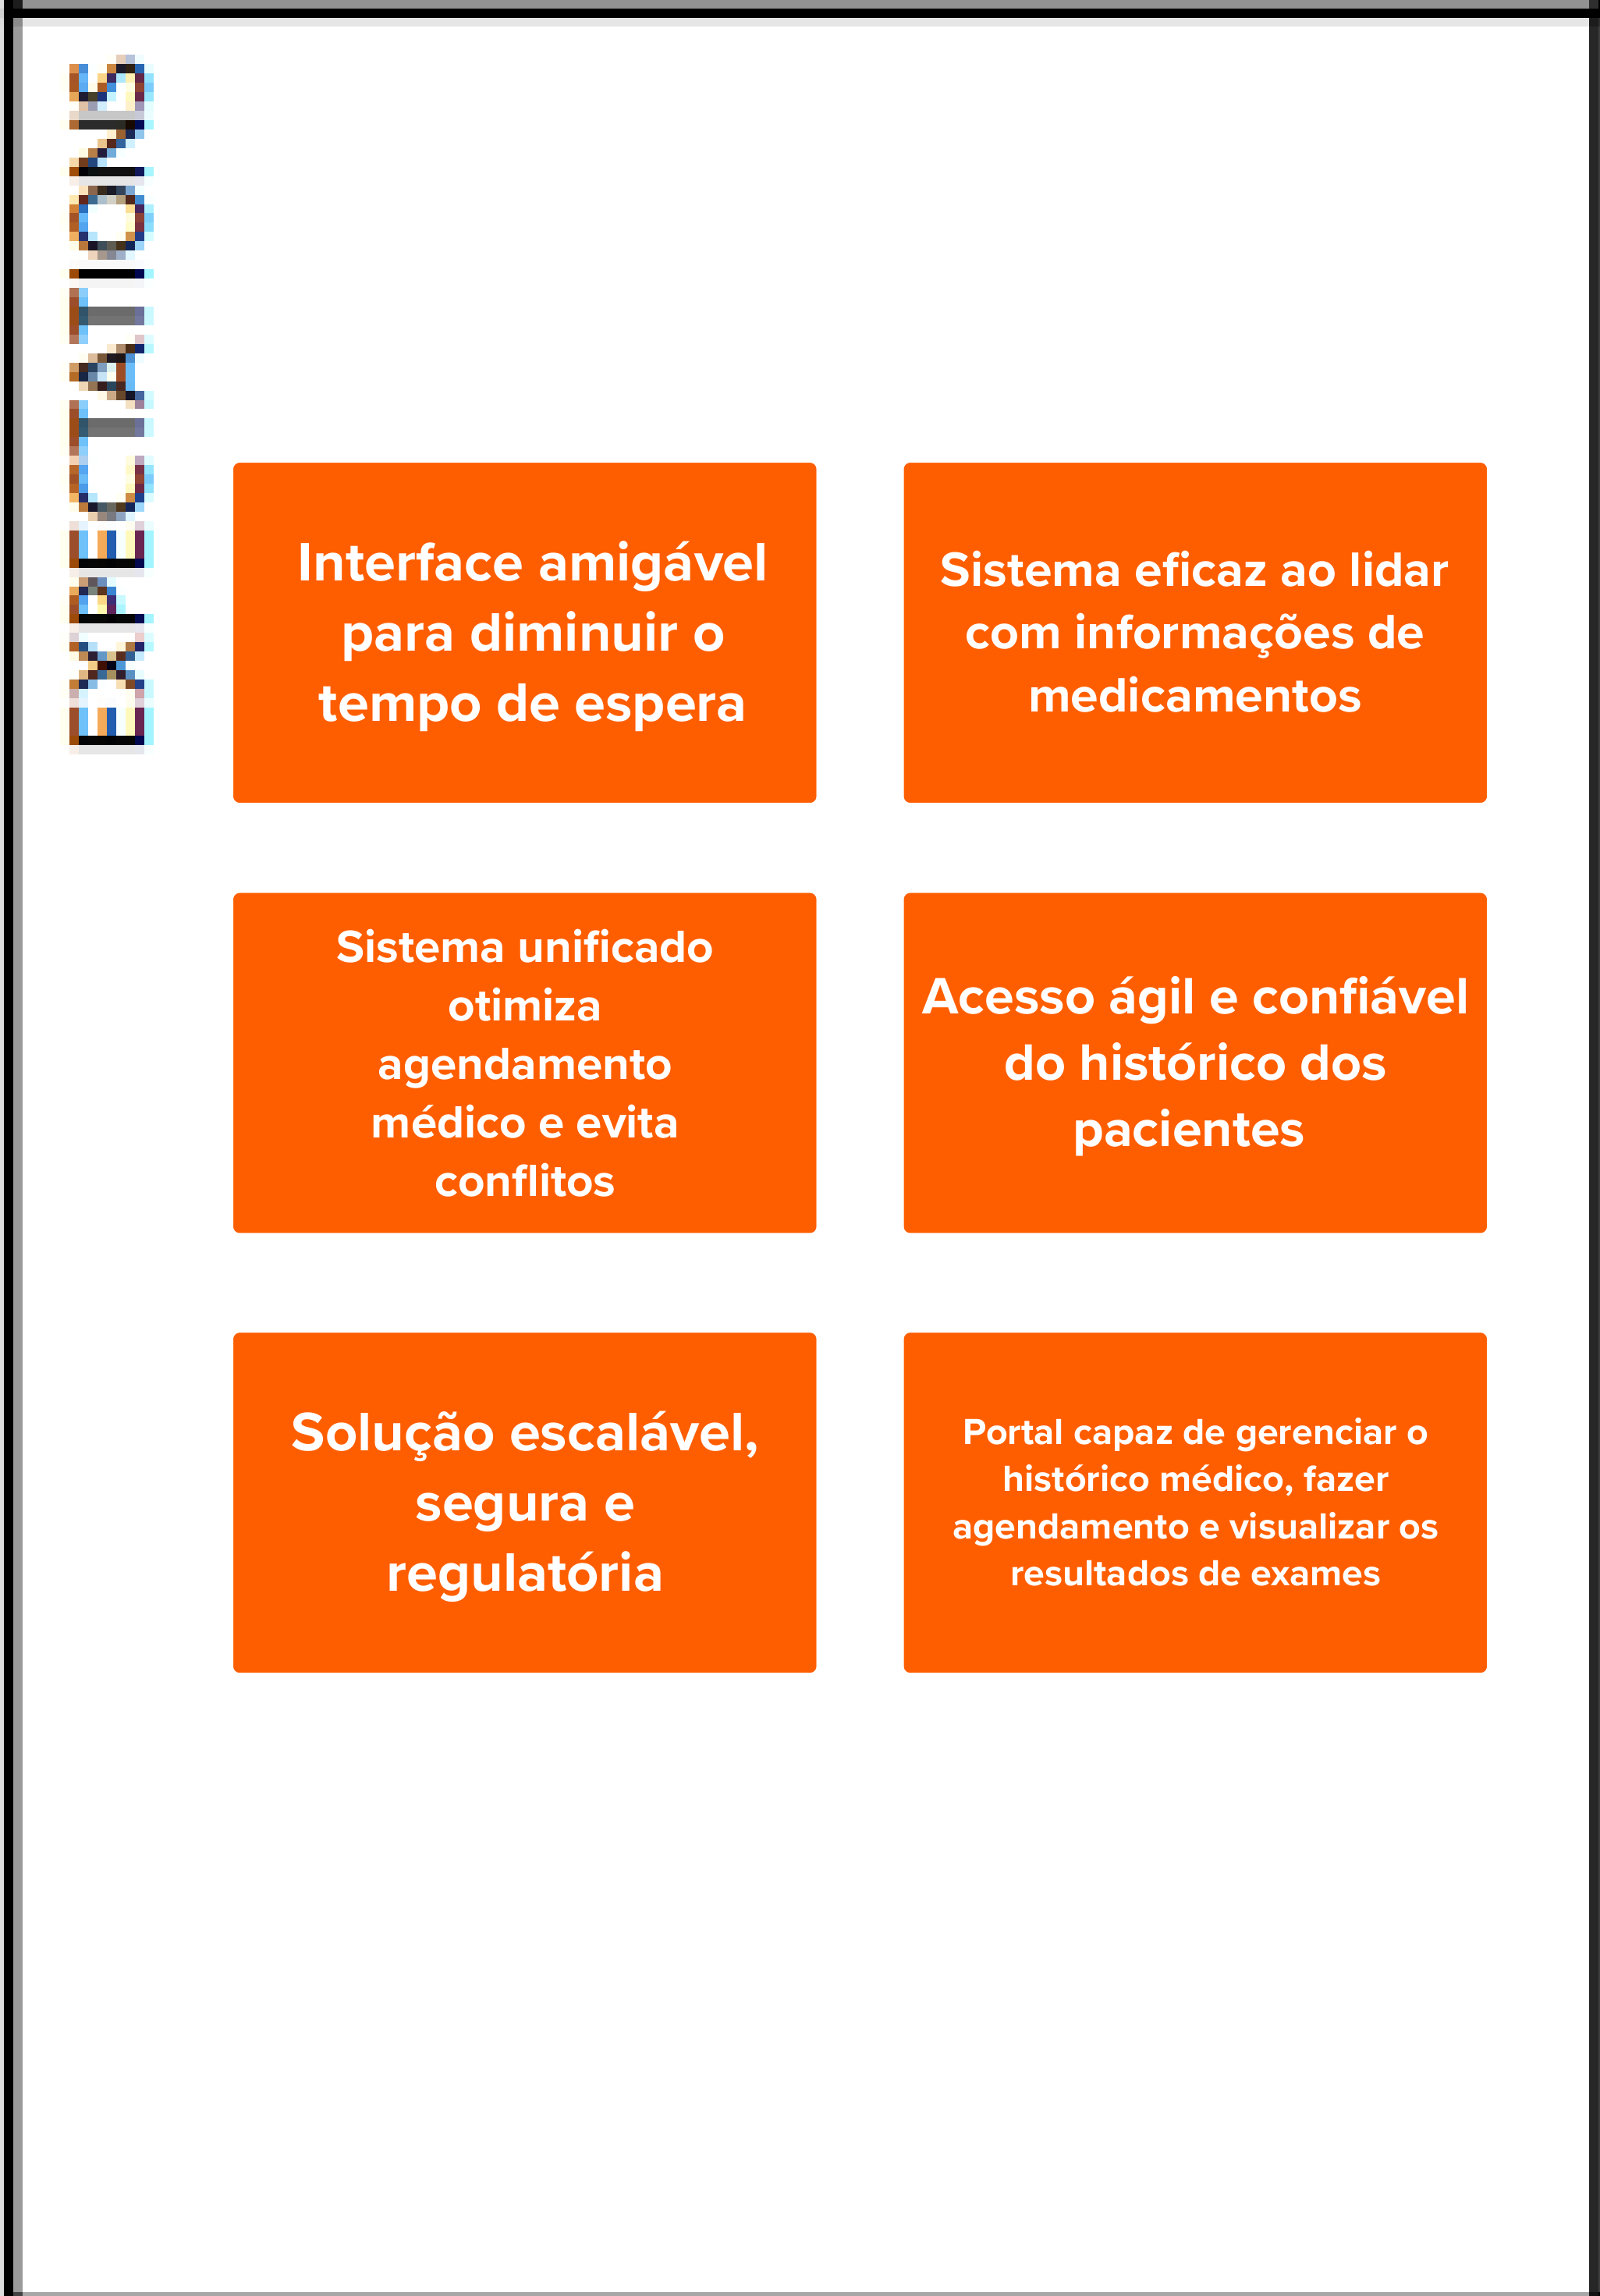 EXPECTATIONS
Interface amigável
para diminuir o
tempo de espera
Sistema eficaz ao lidar
com informações de
medicamentos
Sistema unificado
otimiza
agendamento
médico e evita
conflitos
Acesso ágil e confiável
do histórico dos
pacientes
Solução escalável,
segura e
regulatória
Portal capaz de gerenciar o
histórico médico, fazer
agendamento e visualizar os
resultados de exames